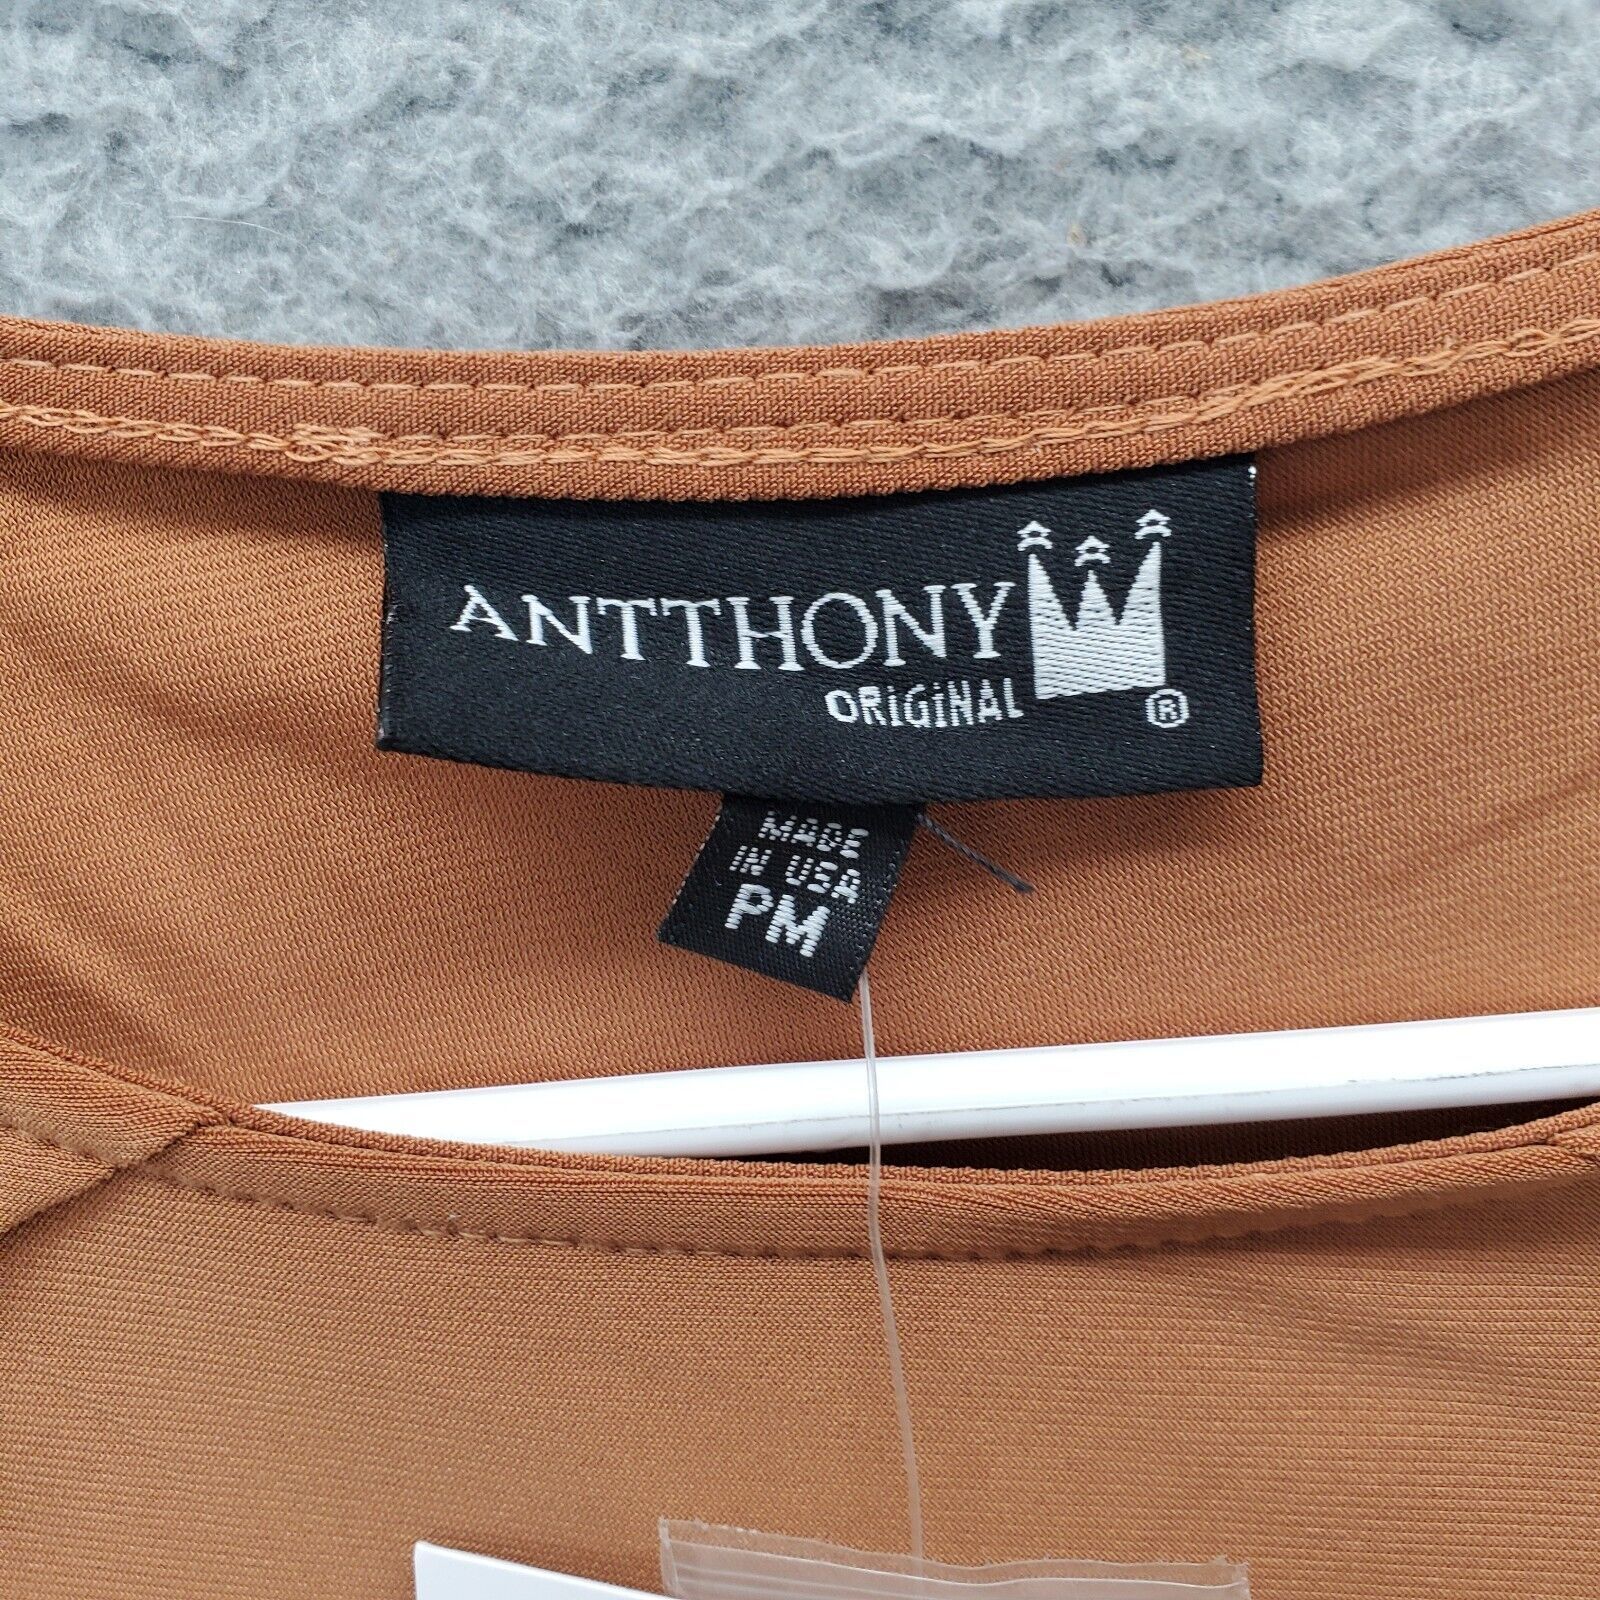 ANTTHONY
ORiGiNAL
®
MADE
IN USA
PM